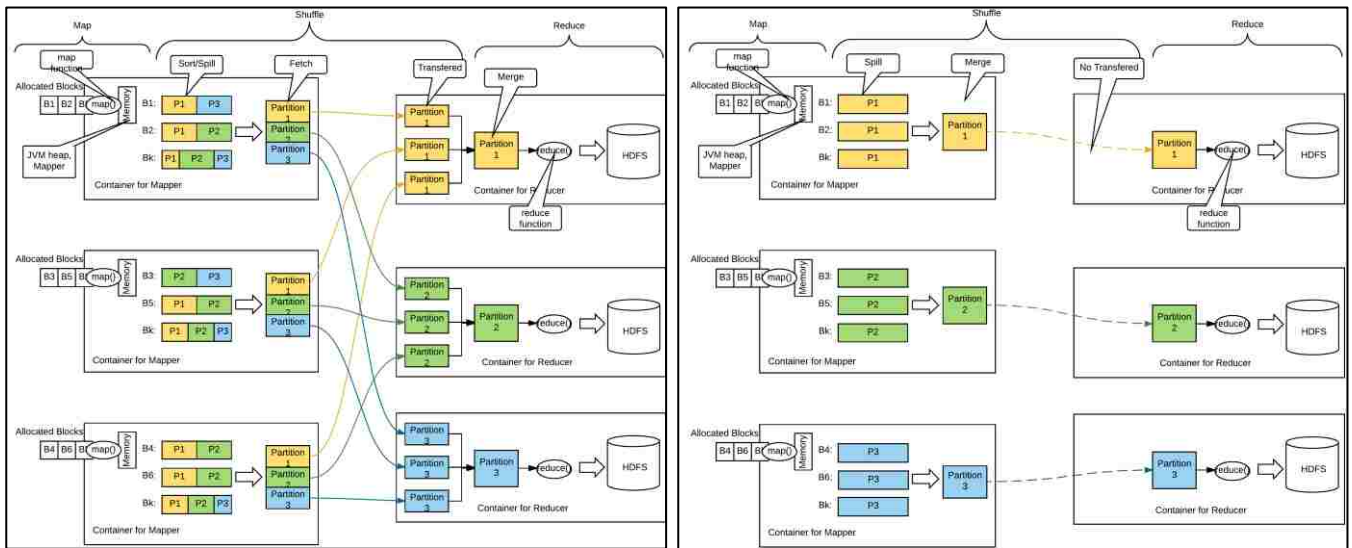 Shuffle
Map
Reduce
map
function
Sort/Spill
Fetch
Transfered
Merge
Allocated Blocks
B1 B2 map()
Memory
B1: P1 P3
B2: P1 P2
Bk: P1 P2 P3
Partition
1
Partition
Partition
3
JVM heap,
Mapper
Container for Mapper
Partition
1
Partition
1
Partition
1
Partition
1
reduce()
HDFS
Container for Reducer
reduce
function
Allocated Blocks
B3 B5 map()
Memory
B3: P2 P3
B5: P1 P2
Bk: P1 P2 P3
Partition
1
Partition
2
Partition
3
Container for Mapper
Partition
2
Partition
2
Partition
2
Partition
2
reduce()
HDFS
Container for Reducer
Allocated Blocks
B4 B6 map()
Memory
B4: P1 P2
B6: P1 P2
Bk: P1 P2 P3
Partition
1
Partition
2
Partition
3
Container for Mapper
Partition
3
Partition
3
Partition
3
Partition
3
reduce()
HDFS
Container for Reducer
Shuffle
Map
Reduce
map
function
Spill
Merge
No Transfered
Allocated Blocks
B1 B2 map()
Memory
B1: P1
B2: P1
Bk: P1
Partition
1
JVM heap,
Mapper
Container for Mapper
Partition
1
reduce()
HDFS
Container for Reducer
reduce
function
Allocated Blocks
B3 B5 map()
Memory
B3: P2
B5: P2
Bk: P2
Partition
2
Container for Mapper
Partition
2
reduce()
HDFS
Container for Reducer
Allocated Blocks
B4 B6 map()
Memory
B4: P3
B6: P3
Bk: P3
Partition
3
Container for Mapper
Partition
3
reduce()
HDFS
Container for Reducer